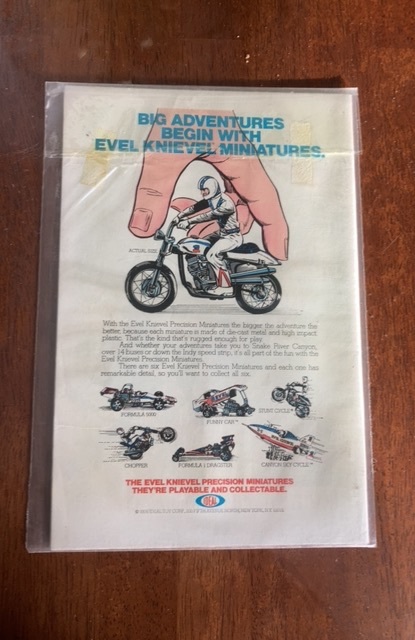 BIG ADVENTURES
BEGIN WITH
EVEL KNIEVEL MINIATURES.
ACTUAL SIZE
With the Evel Knievel Precision Miniatures the bigger the adventure the
better, because each miniature is made of die-cast metal and high impact
plastic. That's the kind that's rugged enough for play.
And whether your adventures take you to Snake River Canyon,
over 14 buses or down the Indy speed strip, it's all part of the fun with the
Evel Knievel Precision Miniatures.
There are six Evel Knievel Precision Miniatures and each one has
remarkable detail, so you'll want to collect all six.
FUNNY CAR™
STUNT CYCLE™
CHOPPER
FORMULA 1 DRAGSTER
CANYON SKY CYCLE™
THE EVEL KNIEVEL PRECISION MINIATURES
THEY'RE PLAYABLE AND COLLECTABLE.
IDEAL